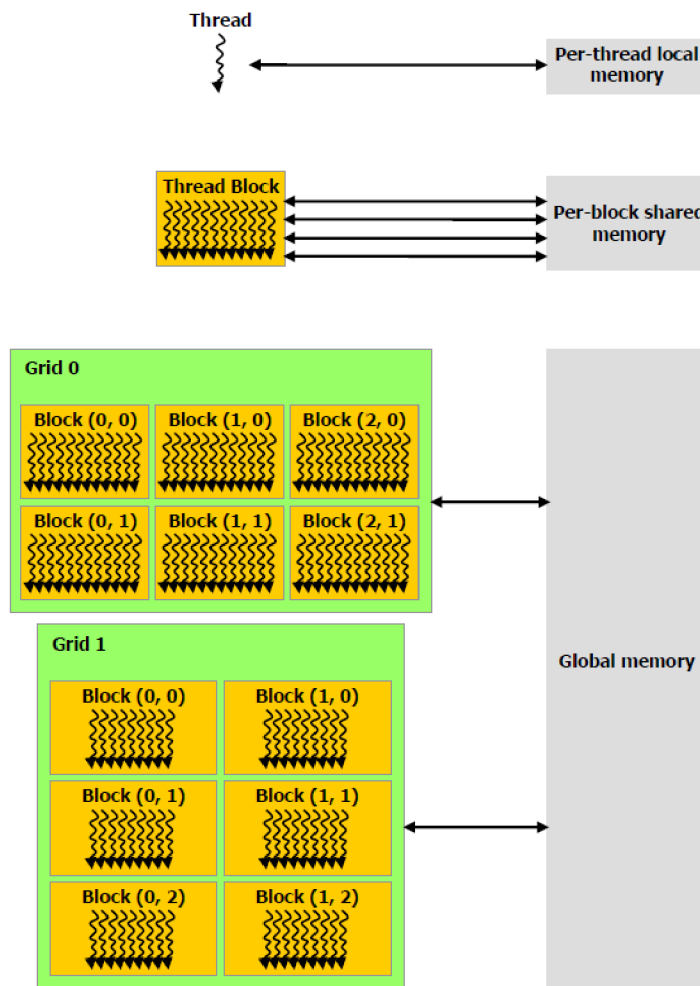 Thread
Per-thread local
memory
Thread Block
Per-block shared
memory
Grid 0
Block (0, 0)
Block (1, 0)
Block (2, 0)
Block (0, 1)
Block (1, 1)
Block (2, 1)
Global memory
Grid 1
Block (0, 0)
Block (1, 0)
Block (0, 1)
Block (1, 1)
Block (0, 2)
Block (1, 2)